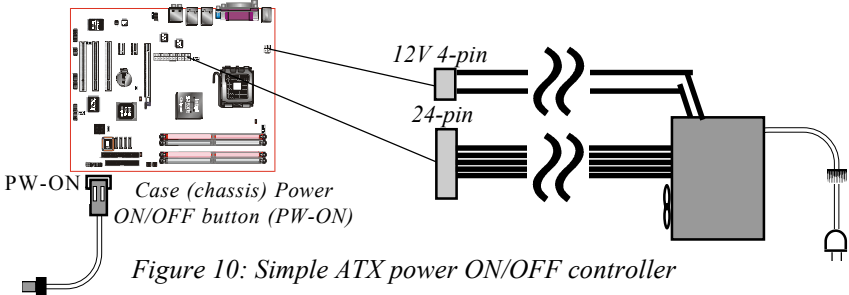 12V 4-pin
24-pin
PW-ON
Case (chassis) Power
ON/OFF button (PW-ON)
Figure 10: Simple ATX power ON/OFF controller